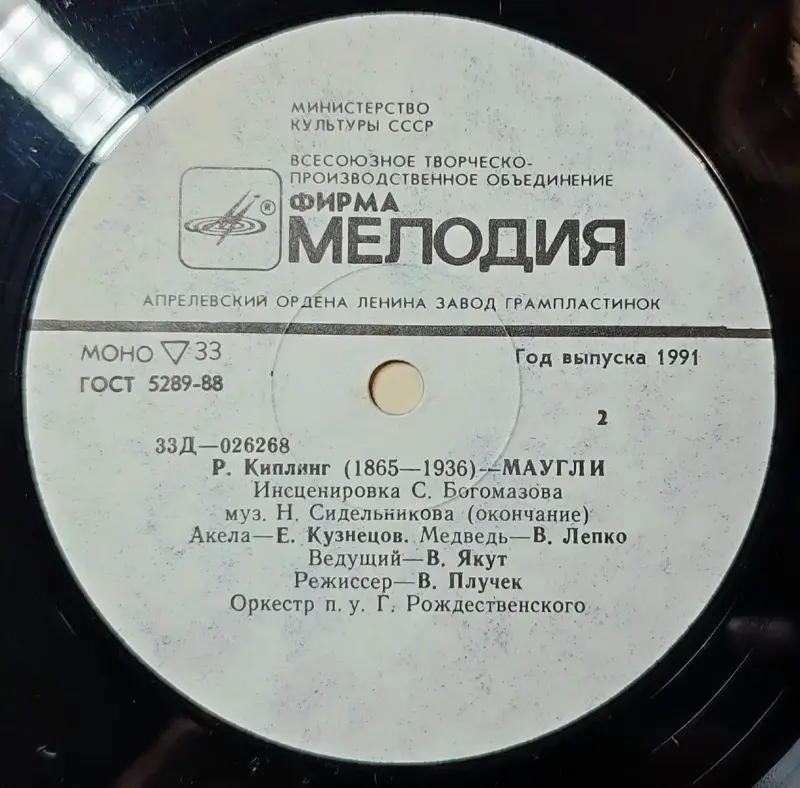 МИНИСТЕРСТВО
КУЛЬТУРЫ СССР
ВСЕСОЮЗНОЕ ТВОРЧЕСКО-
ПРОИЗВОДСТВЕННОЕ ОБЪЕДИНЕНИЕ
ФИРМА
®
МЕЛОДИЯ
АПРЕЛЕВСКИЙ ОРДЕНА ЛЕНИНА ЗАВОД ГРАМПЛАСТИНОК
МОНО ▽ 33
Год выпуска 1991
ГОСТ 5289-88
2
33Д—026268
Р. Киплинг (1865—1936)—МАУГЛИ
Инсценировка С. Богомазова
муз. Н. Сидельникова (окончание)
Акела—Е. Кузнецов. Медведь—В. Лепко
Ведущий—В. Якут
Режиссер—В. Плучек
Оркестр п. у. Г. Рождественского